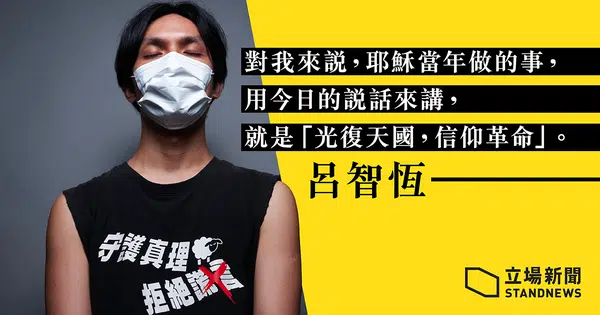 對我來說，耶穌當年做的事，
用今日的說話來講，
就是「光復天國，信仰革命」。
呂智恆
守護真理
拒絕謊言
立場新聞
STANDNEWS